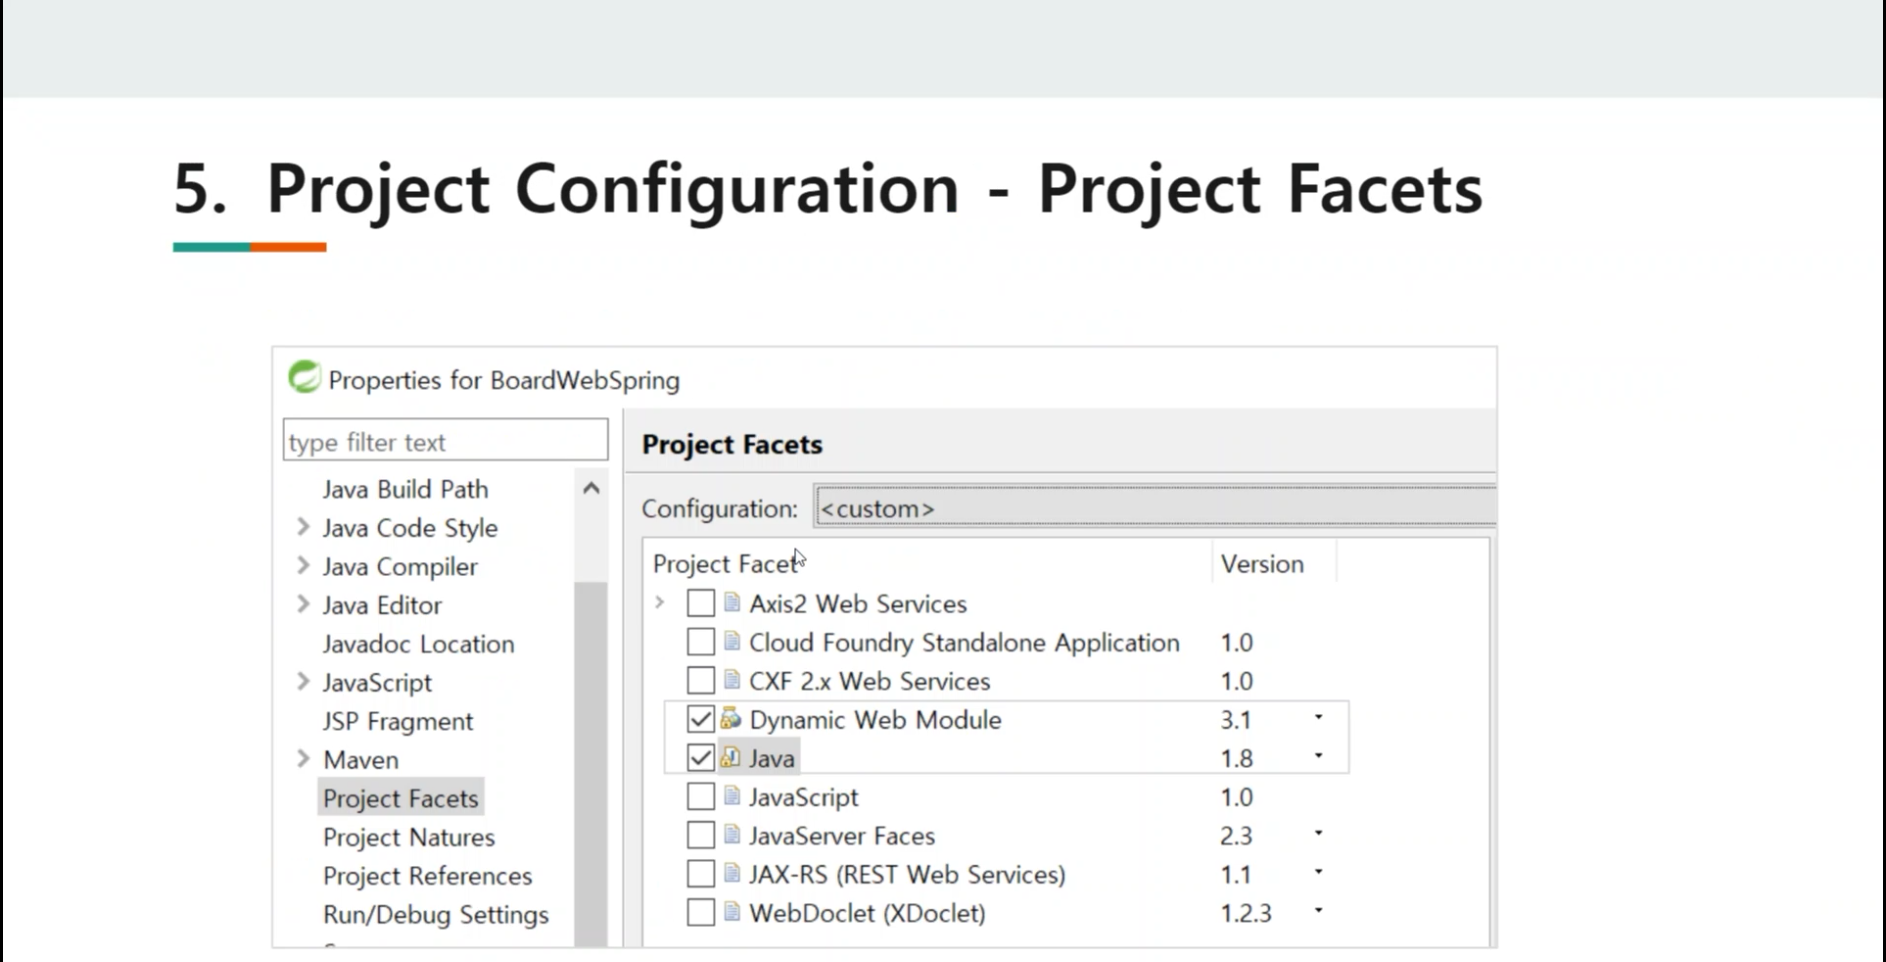 5. Project Configuration - Project Facets
Properties for BoardWebSpring
type filter text
Java Build Path
Java Code Style
Java Compiler
Java Editor
Javadoc Location
JavaScript
JSP Fragment
Maven
Project Facets
Project Natures
Project References
Run/Debug Settings
Project Facets
Configuration: <custom>
Project Facet Version
Axis2 Web Services
Cloud Foundry Standalone Application 1.0
CXF 2.x Web Services 1.0
Dynamic Web Module 3.1
Java 1.8
JavaScript 1.0
JavaServer Faces 2.3
JAX-RS (REST Web Services) 1.1
WebDoclet (XDoclet) 1.2.3